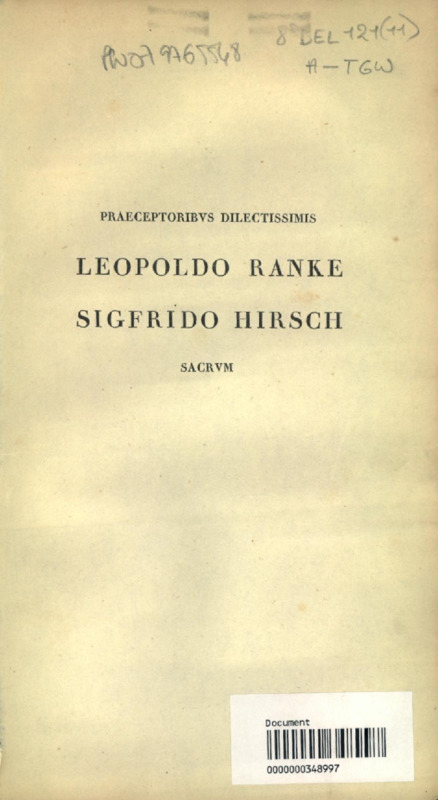 8° DEL 121(11)
A-TGW
PRAECEPTORIBVS DILECTISSIMIS
LEOPOLDO RANKE
SIGFRIDO HIRSCH
SACRVM
Document
0000000348997